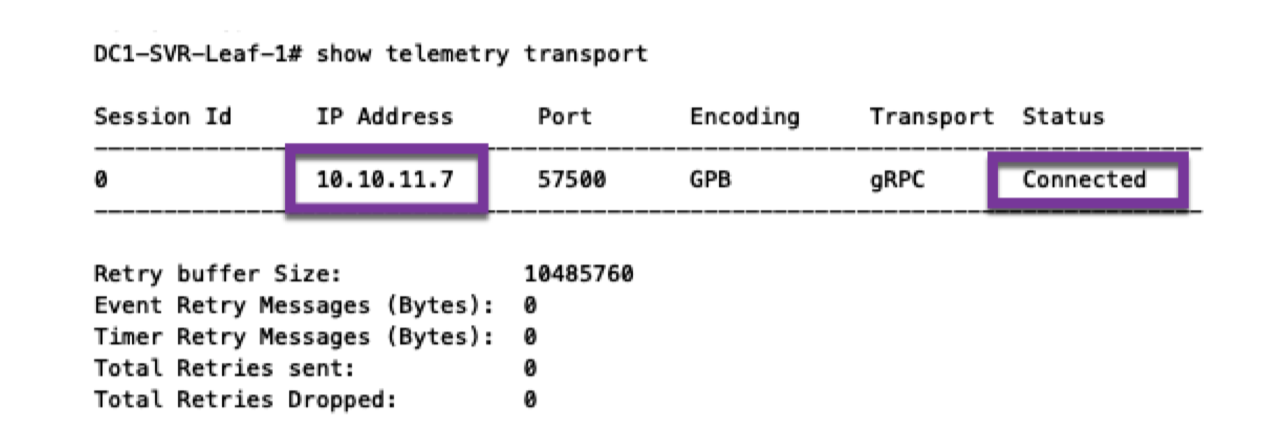 DC1-SVR-Leaf-1# show telemetry transport
Session Id IP Address Port Encoding Transport Status
0 10.10.11.7 57500 GPB gRPC Connected
Retry buffer Size: 10485760
Event Retry Messages (Bytes): 0
Timer Retry Messages (Bytes): 0
Total Retries sent: 0
Total Retries Dropped: 0